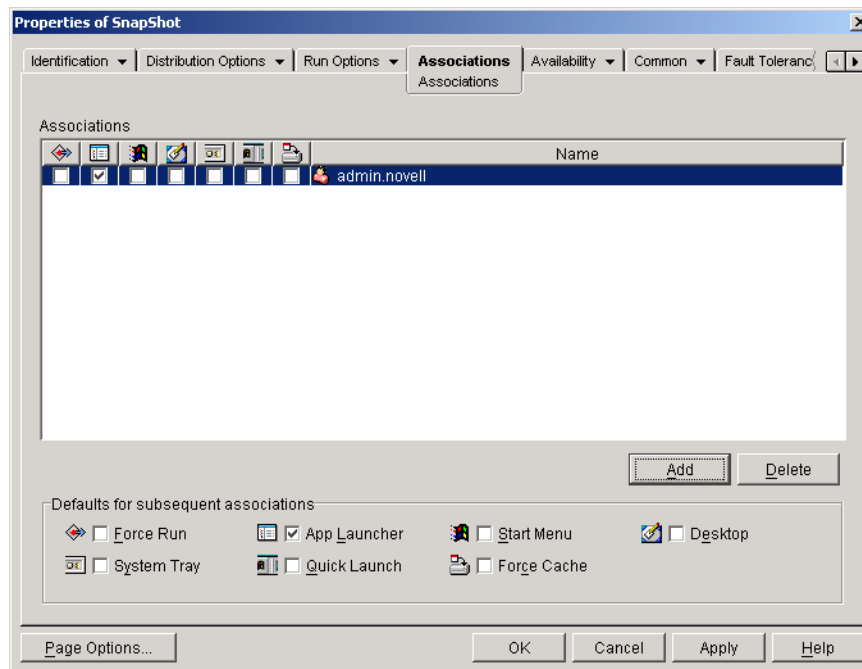 Properties of SnapShot
Identification Distribution Options Run Options Associations Availability Common Fault Toleranc
Associations
Associations
Name
admin.novell
Add Delete
Defaults for subsequent associations
Force Run App Launcher Start Menu Desktop
System Tray Quick Launch Force Cache
Page Options... OK Cancel Apply Help